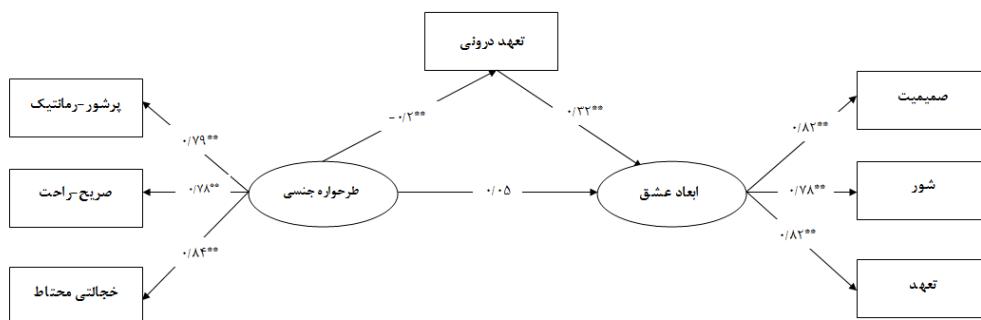 تعهد درونی
پرشور-رمانتیک
صریح-راحت
خجالتی محتاط
طرحواره جنسی
ابعاد عشق
صمیمیت
شور
تعهد
۰/۷۹**
۰/۷۸**
۰/۸۴**
-۰/۲**
۰/۳۲**
۰/۰۵
۰/۸۲**
۰/۷۸**
۰/۸۲**